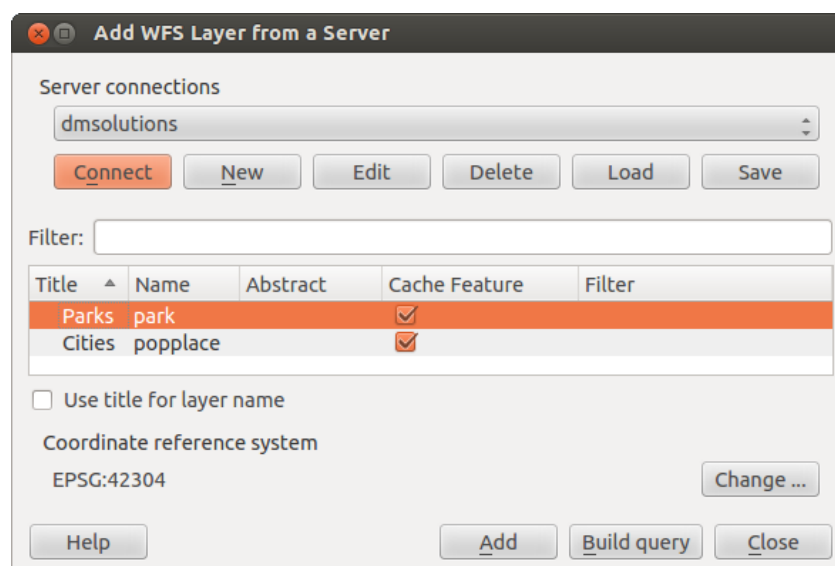 Add WFS Layer from a Server
Server connections
dmsolutions
Connect New Edit Delete Load Save
Filter:
Title Name Abstract Cache Feature Filter
Parks park
Cities popplace
Use title for layer name
Coordinate reference system
EPSG:42304 Change ...
Help Add Build query Close